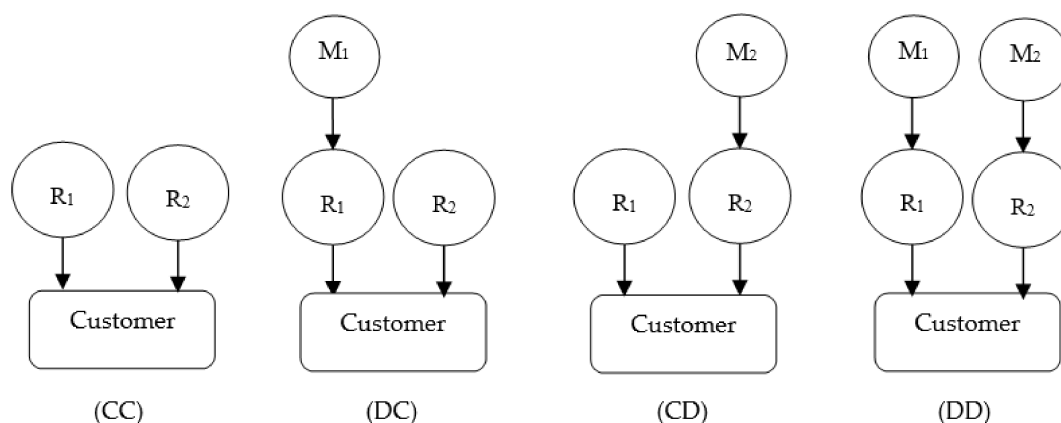 M₁ M₂ M₁ M₂
R₁ R₂ R₁ R₂ R₁ R₂ R₁ R₂
Customer Customer Customer Customer
(CC) (DC) (CD) (DD)